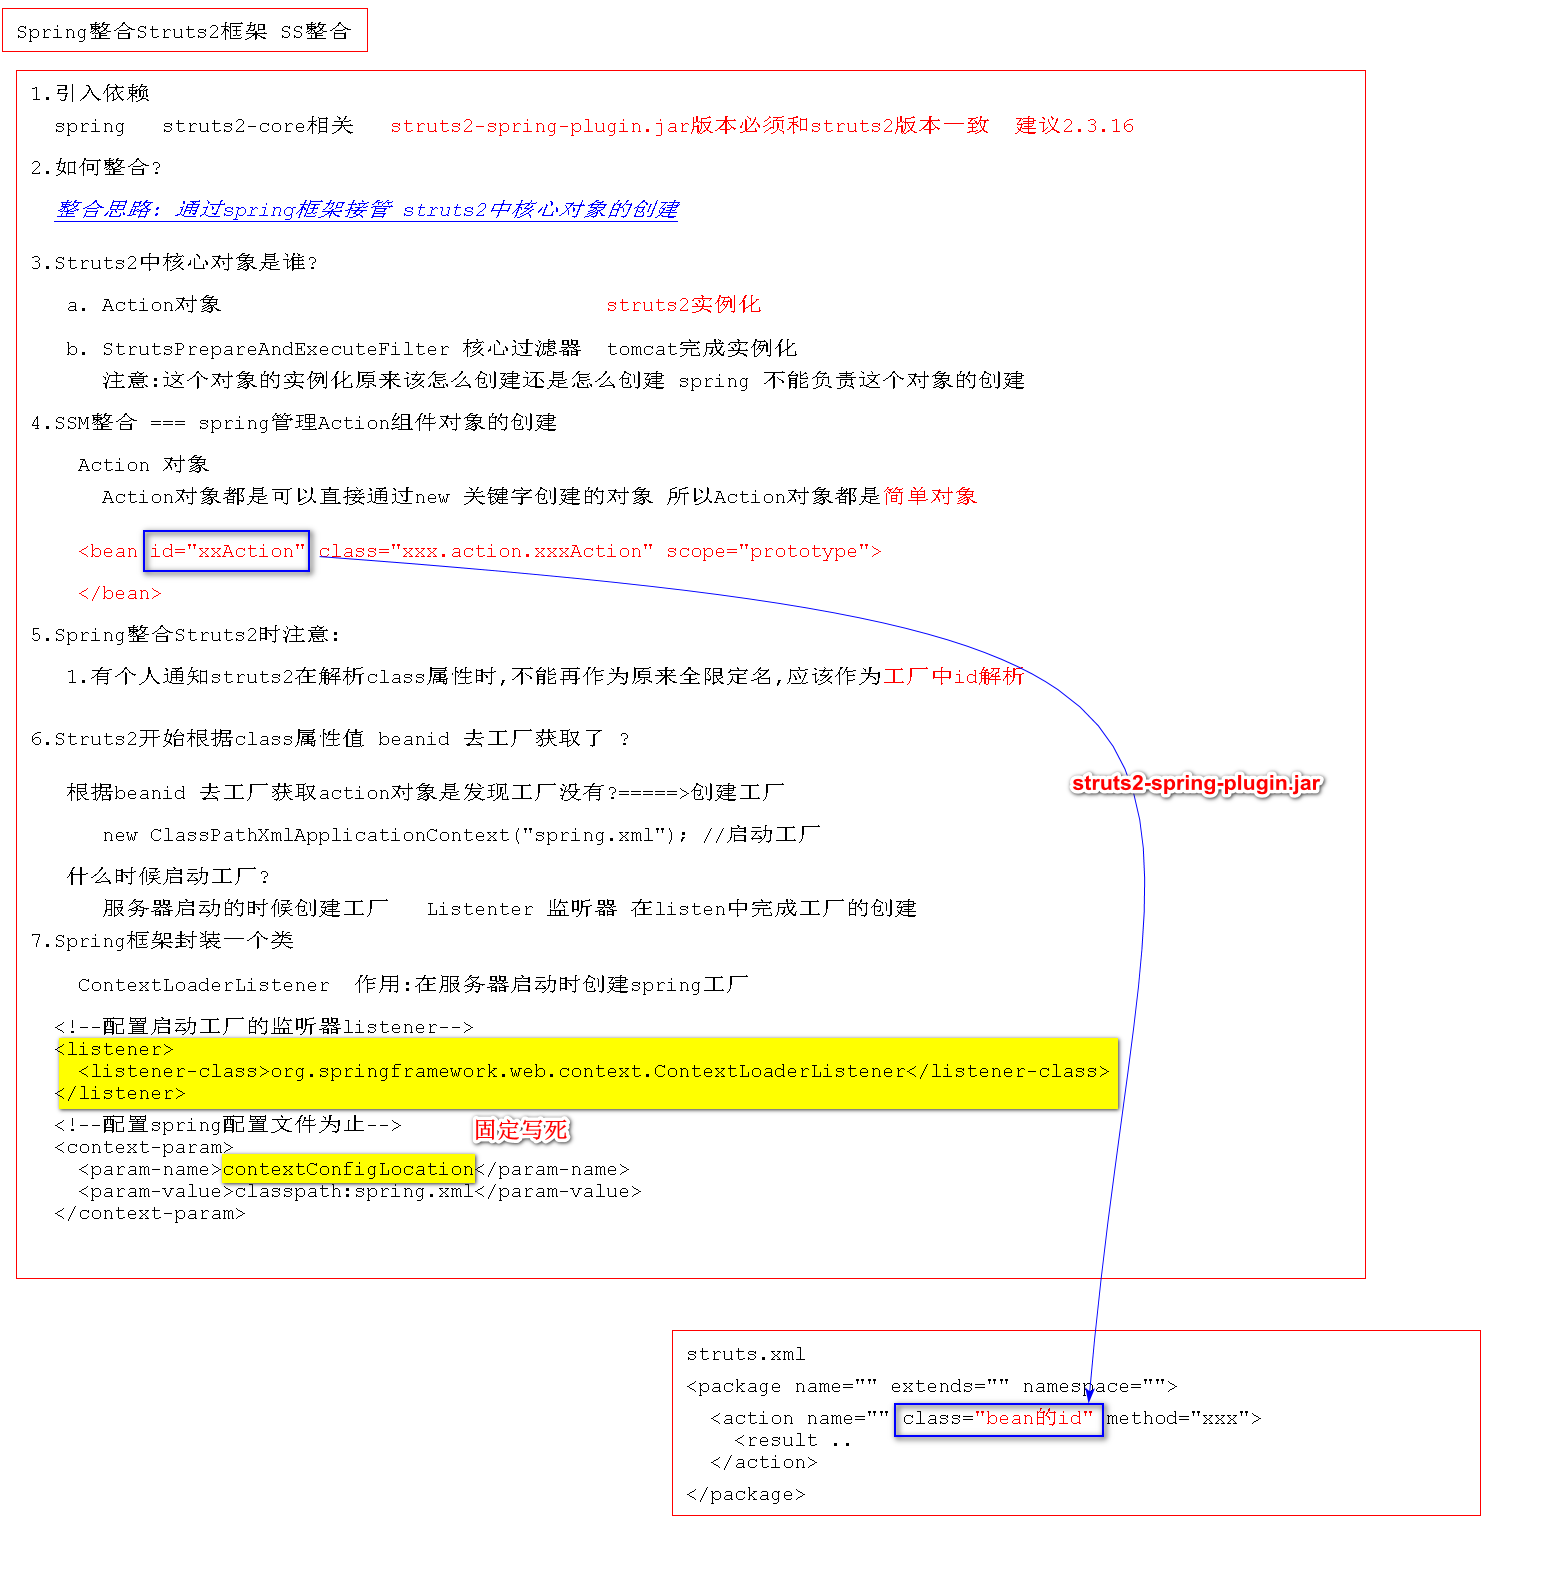 Spring整合Struts2框架 SS整合
1.引入依赖
spring struts2-core相关 struts2-spring-plugin.jar版本必须和struts2版本一致 建议2.3.16
2.如何整合?
整合思路: 通过spring框架接管 struts2中核心对象的创建
3.Struts2中核心对象是谁?
a. Action对象 struts2实例化
b. StrutsPrepareAndExecuteFilter 核心过滤器 tomcat完成实例化
注意:这个对象的实例化原来该怎么创建还是怎么创建 spring 不能负责这个对象的创建
4.SSM整合 === spring管理Action组件对象的创建
Action 对象
Action对象都是可以直接通过new 关键字创建的对象 所以Action对象都是简单对象
<bean id="xxAction" class="xxx.action.xxxAction" scope="prototype">
</bean>
5.Spring整合Struts2时注意:
1.有个人通知struts2在解析class属性时,不能再作为原来全限定名,应该作为工厂中id解析
6.Struts2开始根据class属性值 beanid 去工厂获取了 ?
struts2-spring-plugin.jar
根据beanid 去工厂获取action对象是发现工厂没有?=====>创建工厂
new ClassPathXmlApplicationContext("spring.xml"); //启动工厂
什么时候启动工厂?
服务器启动的时候创建工厂 Listenter 监听器 在listen中完成工厂的创建
7.Spring框架封装一个类
ContextLoaderListener 作用:在服务器启动时创建spring工厂
<!--配置启动工厂的监听器listener-->
<listener>
<listener-class>org.springframework.web.context.ContextLoaderListener</listener-class>
</listener>
<!--配置spring配置文件为止-->
固定写死
<context-param>
<param-name>contextConfigLocation</param-name>
<param-value>classpath:spring.xml</param-value>
</context-param>
struts.xml
<package name="" extends="" namespace="">
<action name="" class="bean的id" method="xxx">
<result ..
</action>
</package>